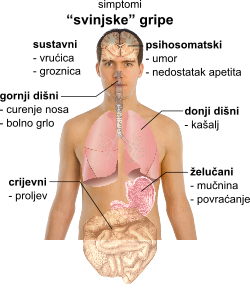 simptomi
“svinjske” gripe
sustavni
- vrućica
- groznica
psihosomatski
- umor
- nedostatak apetita
gornji dišni
- curenje nosa
- bolno grlo
donji dišni
- kašalj
crijevni
- proljev
želučani
- mučnina
- povraćanje